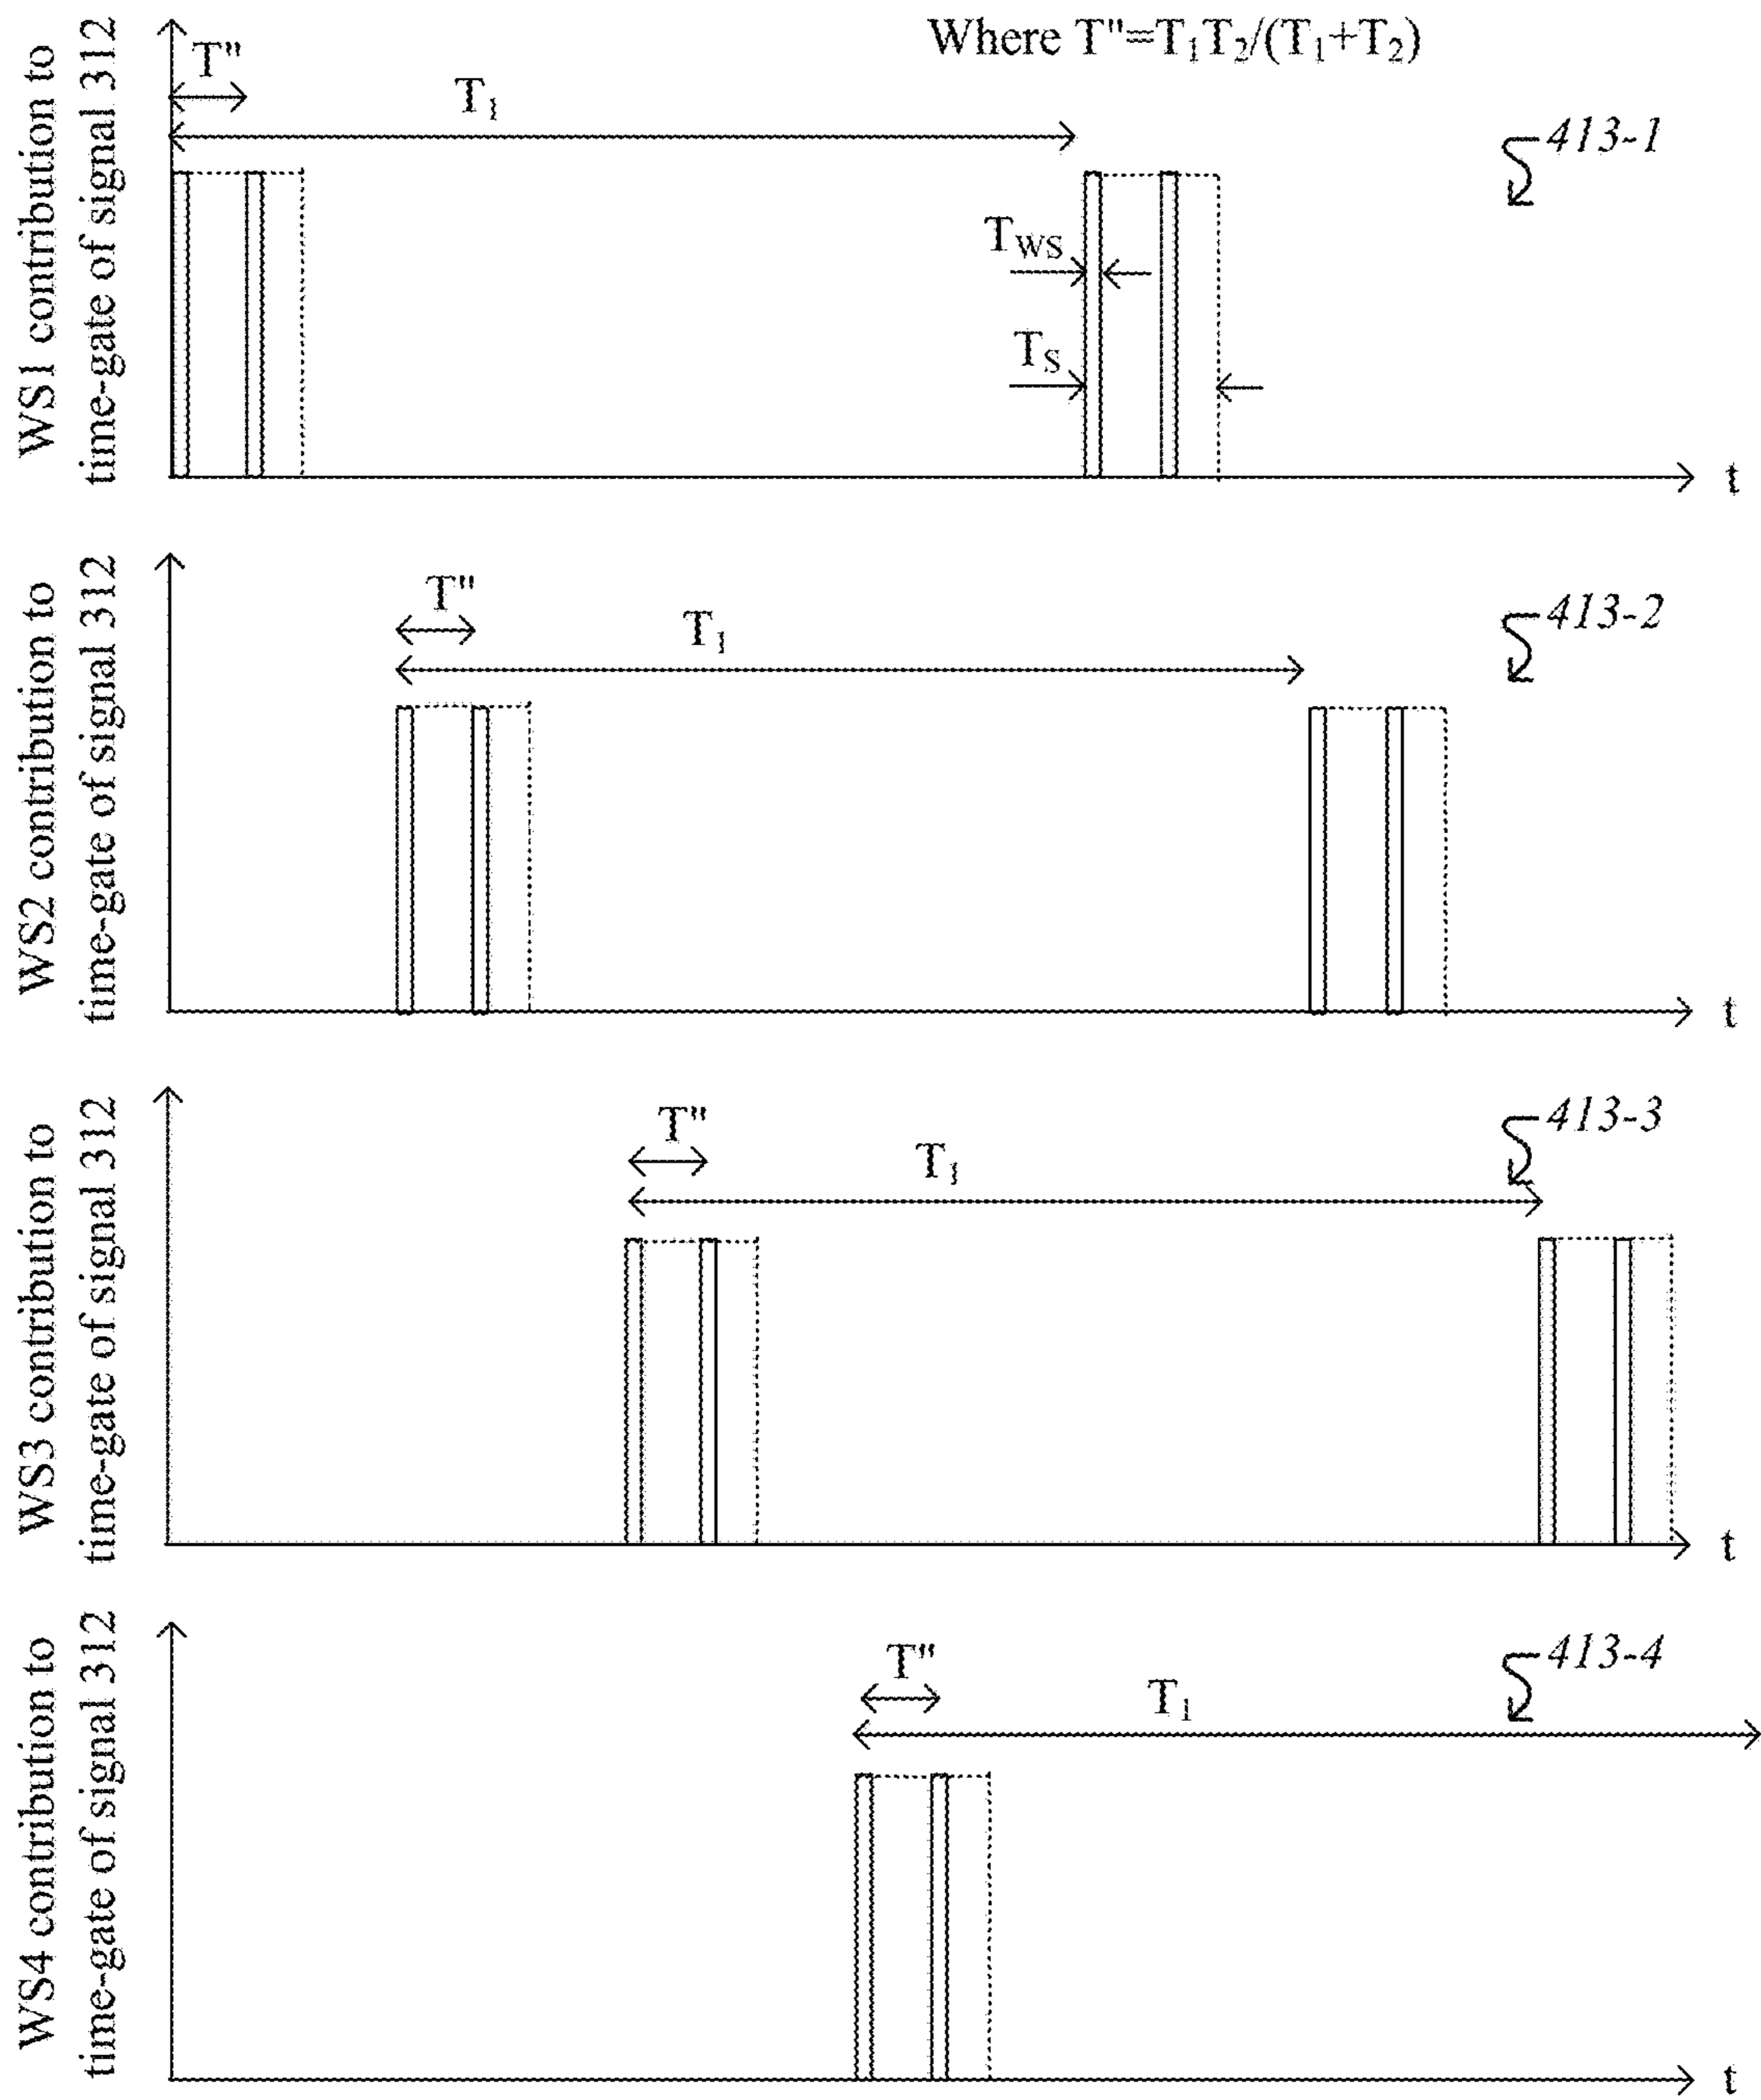 Where T"=T₁T₂/(T₁+T₂)
WS1 contribution to
time-gate of signal 312
T"
T₁
413-1
T_WS
T_S
t
WS2 contribution to
time-gate of signal 312
T"
T₁
413-2
t
WS3 contribution to
time-gate of signal 312
T"
T₁
413-3
t
WS4 contribution to
time-gate of signal 312
T"
T₁
413-4
t